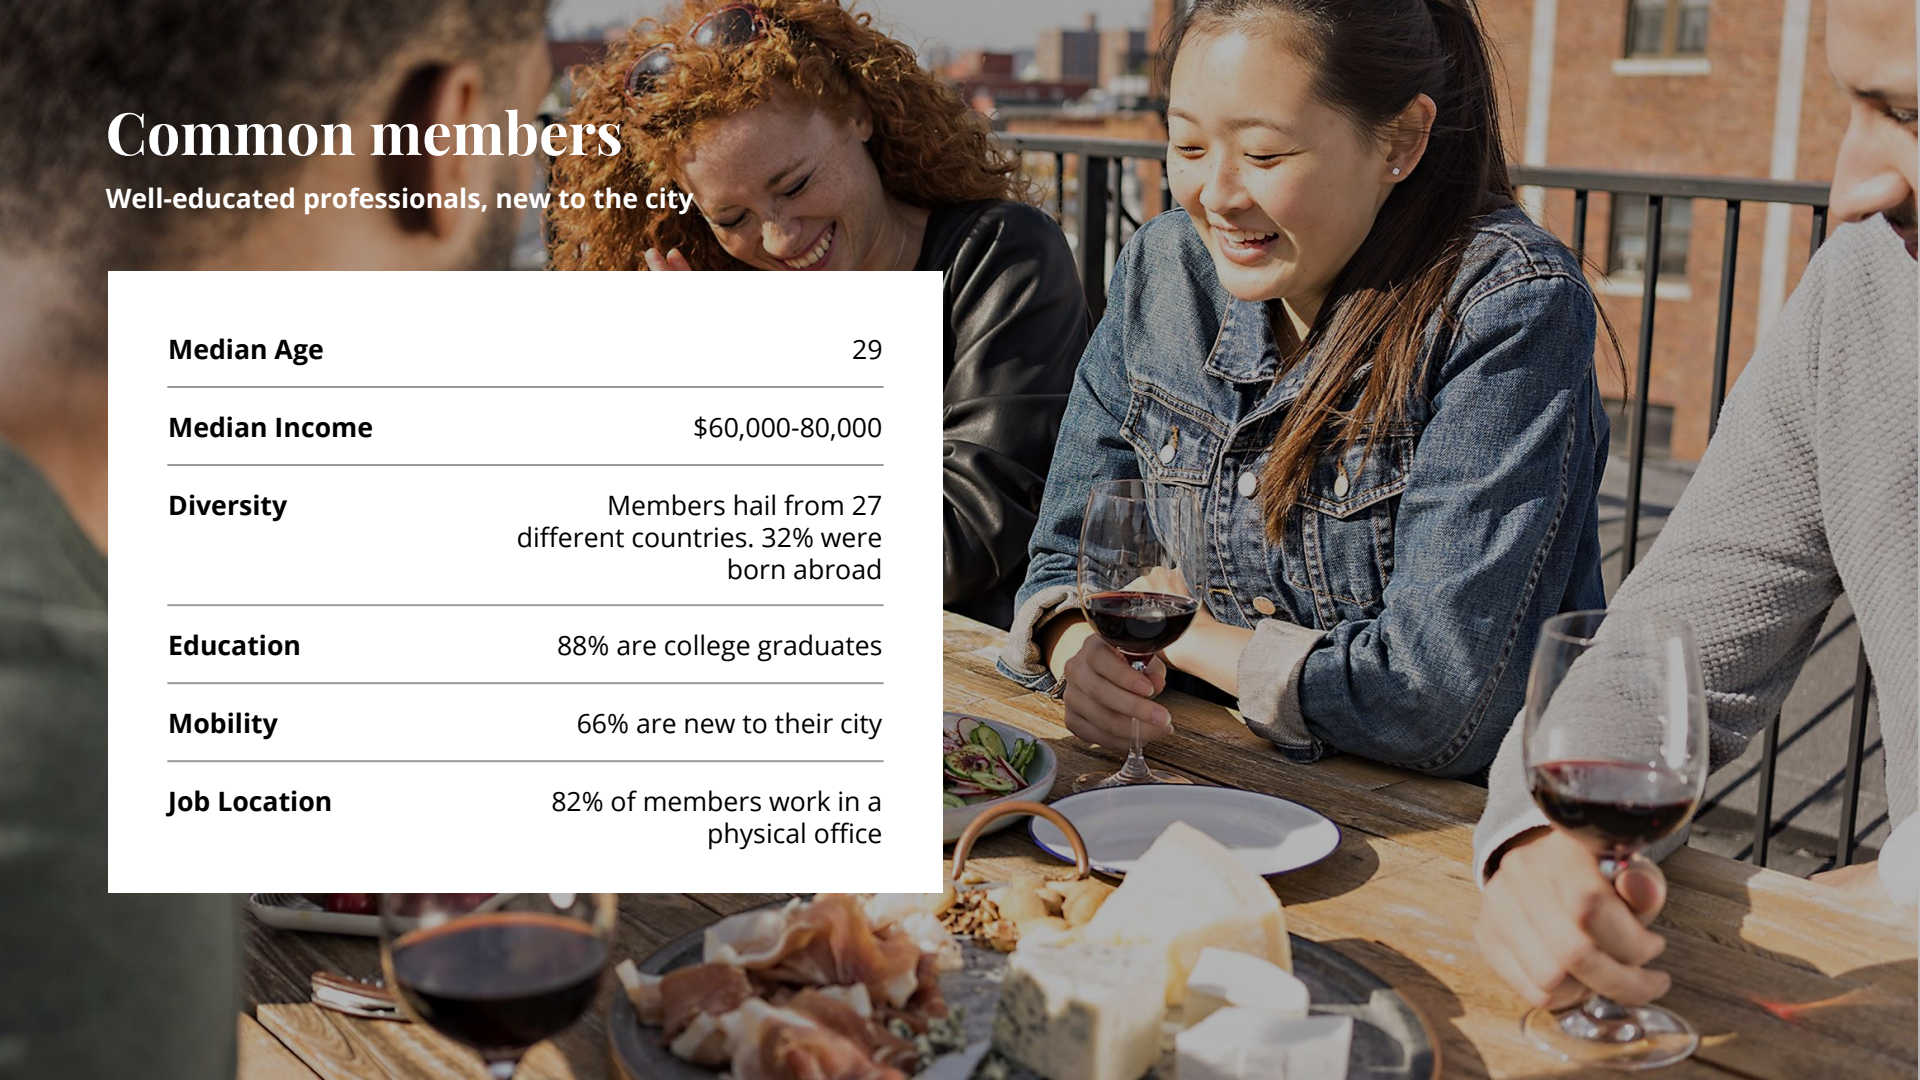 Common members
Well-educated professionals, new to the city
Median Age 29
Median Income $60,000-80,000
Diversity Members hail from 27
different countries. 32% were
born abroad
Education 88% are college graduates
Mobility 66% are new to their city
Job Location 82% of members work in a
physical office